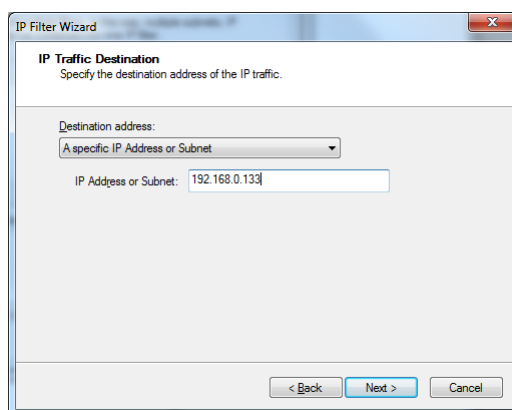 IP Filter Wizard
IP Traffic Destination
Specify the destination address of the IP traffic.
Destination address:
A specific IP Address or Subnet
IP Address or Subnet: 192.168.0.133
< Back Next > Cancel